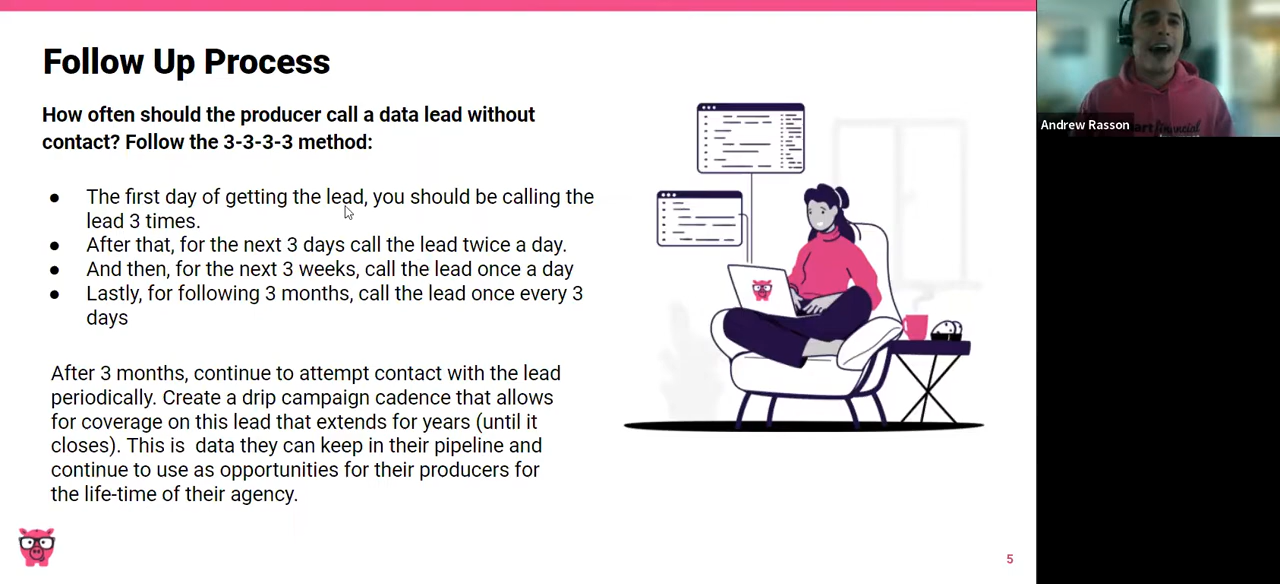 Follow Up Process
How often should the producer call a data lead without
contact? Follow the 3-3-3-3 method:
● The first day of getting the lead, you should be calling the
lead 3 times.
● After that, for the next 3 days call the lead twice a day.
● And then, for the next 3 weeks, call the lead once a day
● Lastly, for following 3 months, call the lead once every 3
days
After 3 months, continue to attempt contact with the lead
periodically. Create a drip campaign cadence that allows
for coverage on this lead that extends for years (until it
closes). This is  data they can keep in their pipeline and
continue to use as opportunities for their producers for
the life-time of their agency.
5
Andrew Rasson
financial